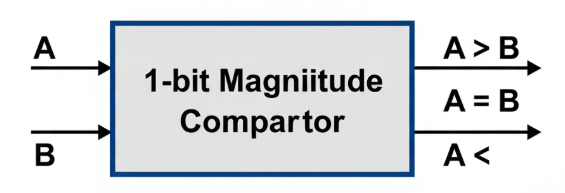 A
B
1-bit Magniitude
Compartor
A > B
A = B
A <